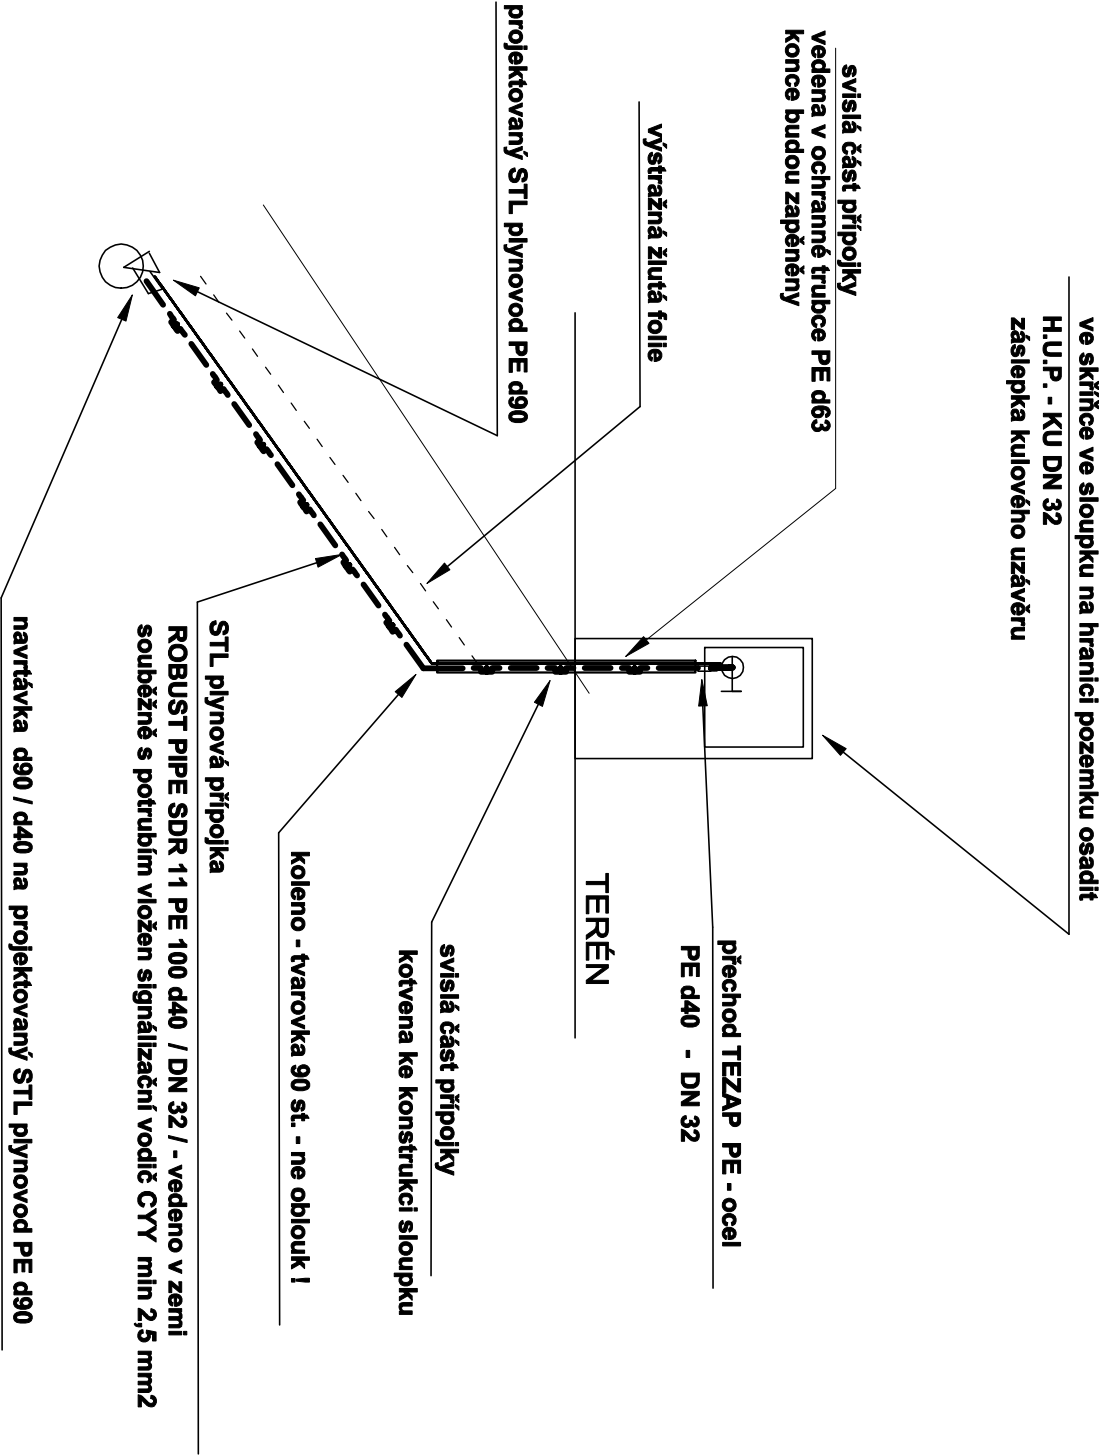 ve skříňce ve sloupku na hranici pozemku osadit
H.U.P. - KU DN 32
záslepka kulového uzávěru
svislá část přípojky
vedena v ochranné trubce PE d63
konce budou zapěněny
výstražná žlutá folie
projektovaný STL plynovod PE d90
přechod TEZAP PE - ocel
PE d40 - DN 32
TERÉN
svislá část přípojky
kotvena ke konstrukci sloupku
koleno - tvarovka 90 st. - ne oblouk !
STL plynová přípojka
ROBUST PIPE SDR 11 PE 100 d40 / DN 32 / - vedeno v zemi
souběžně s potrubím vložen signálizační vodič CYY min 2,5 mm2
navrtávka d90 / d40 na projektovaný STL plynovod PE d90